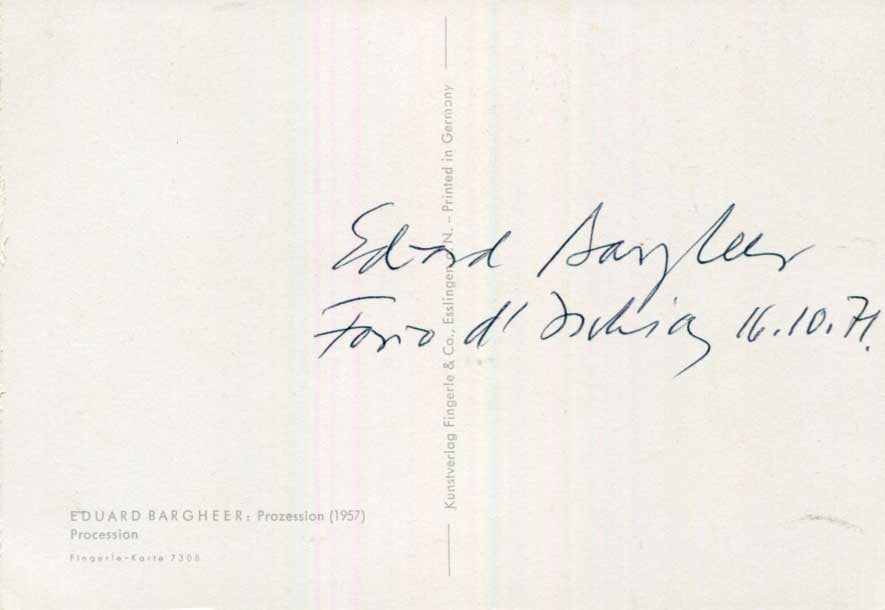 Eduard Bargheer
Forio d'Ischia, 16.10.71.
Kunstverlag Fingerle & Co., Esslingen N. – Printed in Germany
EDUARD BARGHEER: Prozession (1957)
Procession
Fingerle-Karte 7308